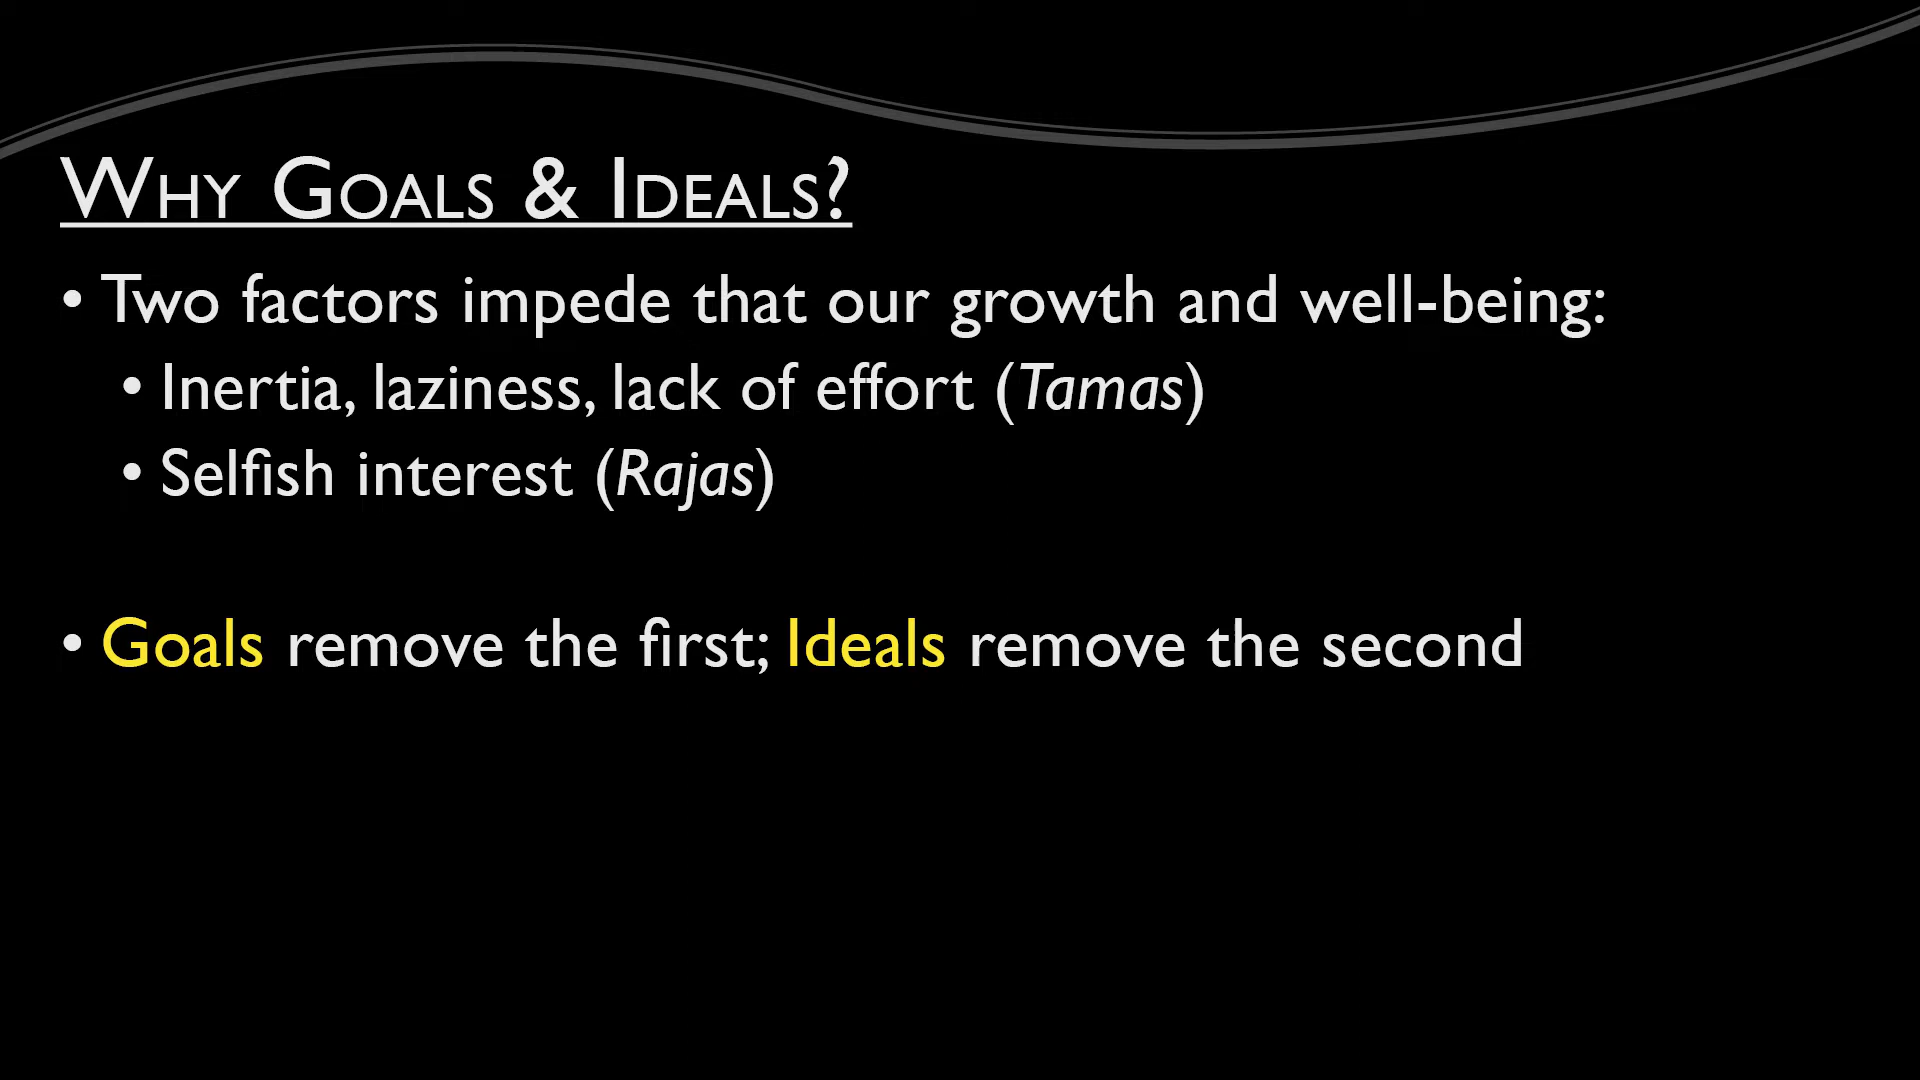 Why Goals & Ideals?
• Two factors impede that our growth and well-being:
• Inertia, laziness, lack of effort (Tamas)
• Selfish interest (Rajas)
• Goals remove the first; Ideals remove the second